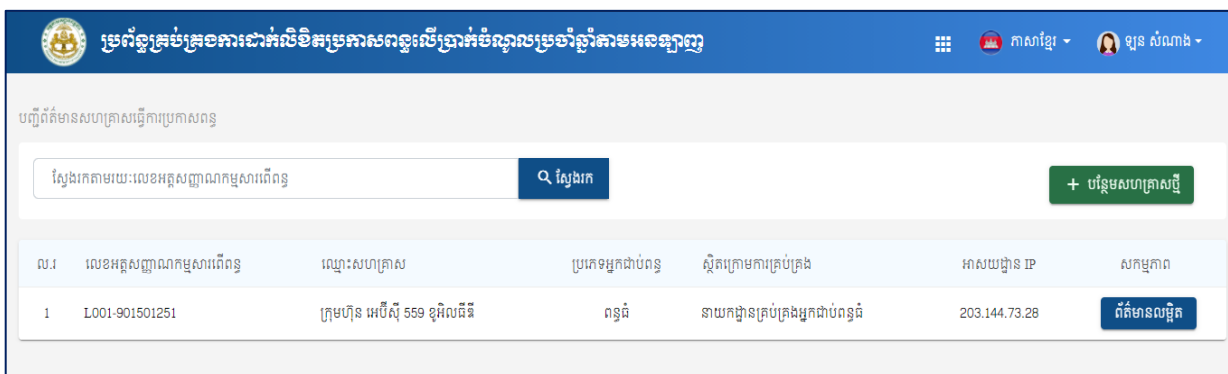 ប្រព័ន្ធគ្រប់គ្រងការដាក់លិខិតប្រកាសពន្ធលើប្រាក់ចំណូលប្រចាំឆ្នាំតាមអនឡាញ
ភាសាខ្មែរ
ឡុន សំណាង
បញ្ជីព័ត៌មានសហគ្រាសធ្វើការប្រកាសពន្ធ
ស្វែងរកតាមរយៈលេខអត្តសញ្ញាណកម្មសារពើពន្ធ
ស្វែងរក
+ បន្ថែមសហគ្រាសថ្មី
ល.រ លេខអត្តសញ្ញាណកម្មសារពើពន្ធ ឈ្មោះសហគ្រាស ប្រភេទអ្នកជាប់ពន្ធ ស្ថិតក្រោមការគ្រប់គ្រង អាសយដ្ឋាន IP សកម្មភាព
1 L001-901501251 ក្រុមហ៊ុន អេប៊ីស៊ី 559 ខូអិលធីឌី ពន្ធធំ នាយកដ្ឋានគ្រប់គ្រងអ្នកជាប់ពន្ធធំ 203.144.73.28 ព័ត៌មានលម្អិត